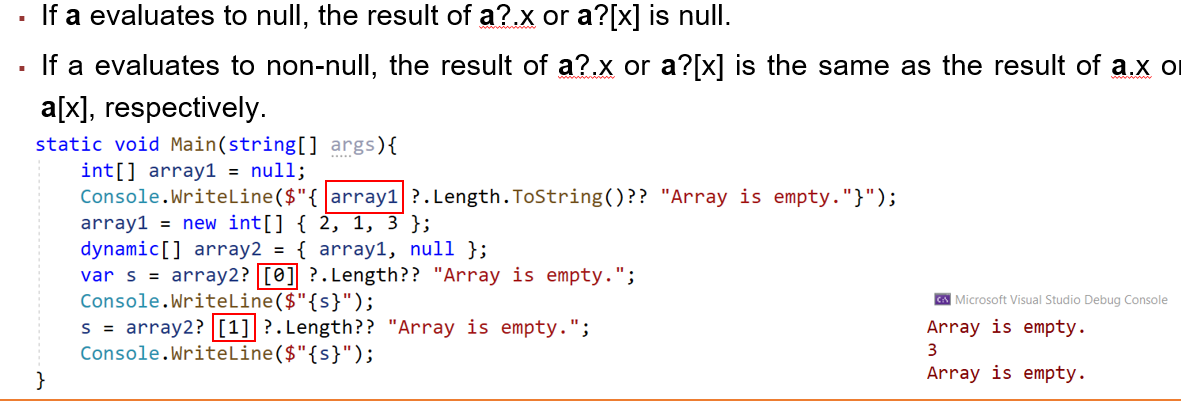 ▪ If a evaluates to null, the result of a?.x or a?[x] is null.
▪ If a evaluates to non-null, the result of a?.x or a?[x] is the same as the result of a.x or
a[x], respectively.
static void Main(string[] args){
    int[] array1 = null;
    Console.WriteLine($"{ array1 ?.Length.ToString()?? "Array is empty."}");
    array1 = new int[] { 2, 1, 3 };
    dynamic[] array2 = { array1, null };
    var s = array2? [0] ?.Length?? "Array is empty.";
    Console.WriteLine($"{s}");
    s = array2? [1] ?.Length?? "Array is empty.";
    Console.WriteLine($"{s}");
}
C:\ Microsoft Visual Studio Debug Console
Array is empty.
3
Array is empty.